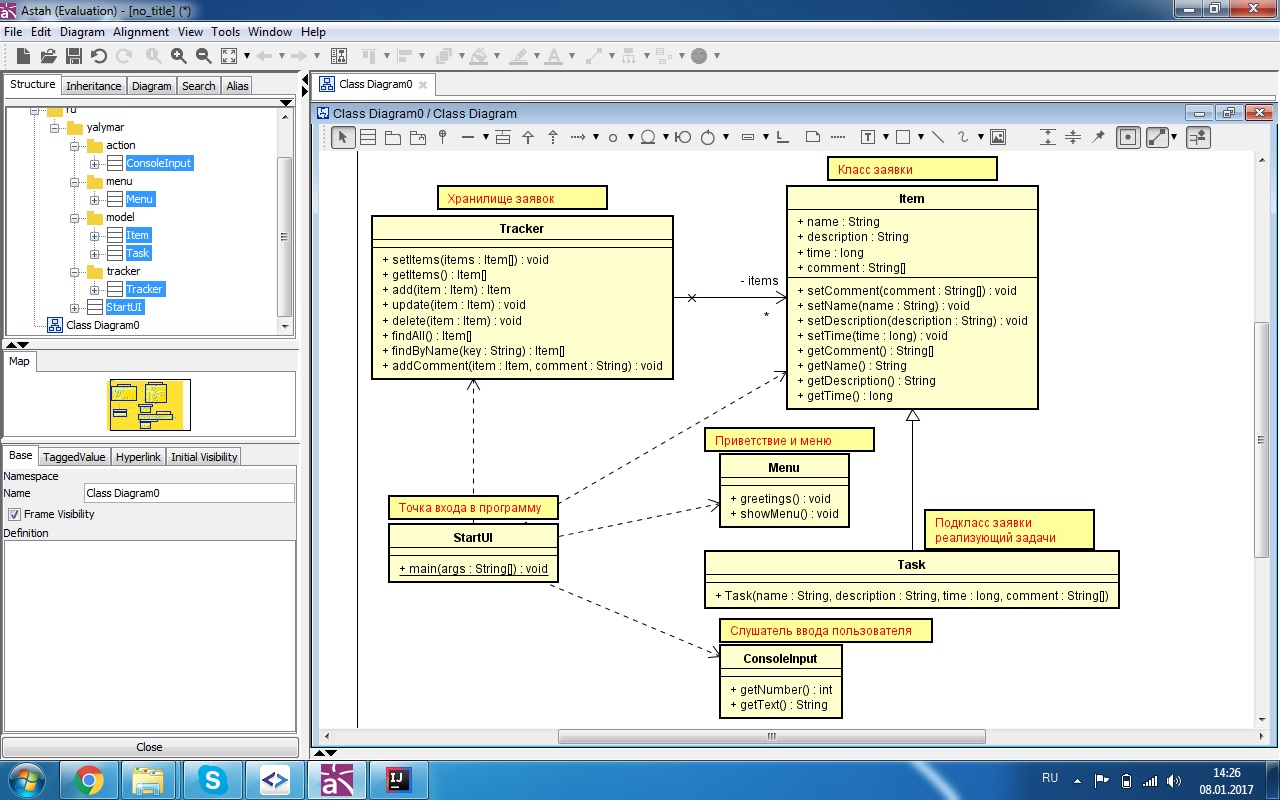 Astah (Evaluation) - [no_title] (*)
File Edit Diagram Alignment View Tools Window Help
Structure Inheritance Diagram Search Alias
ru
yalymar
action
ConsoleInput
menu
Menu
model
Item
Task
tracker
Tracker
StartUI
Class Diagram0
Map
Base TaggedValue Hyperlink Initial Visibility
Namespace
Name Class Diagram0
Frame Visibility
Definition
Close
Class Diagram0
Class Diagram0 / Class Diagram
Хранилище заявок
Tracker
+ setItems(items : Item[]) : void
+ getItems() : Item[]
+ add(item : Item) : Item
+ update(item : Item) : void
+ delete(item : Item) : void
+ findAll() : Item[]
+ findByName(key : String) : Item[]
+ addComment(item : Item, comment : String) : void
- items
*
Класс заявки
Item
+ name : String
+ description : String
+ time : long
+ comment : String[]
+ setComment(comment : String[]) : void
+ setName(name : String) : void
+ setDescription(description : String) : void
+ setTime(time : long) : void
+ getComment() : String[]
+ getName() : String
+ getDescription() : String
+ getTime() : long
Приветствие и меню
Menu
+ greetings() : void
+ showMenu() : void
Точка входа в программу
StartUI
+ main(args : String[]) : void
Подкласс заявки
реализующий задачи
Task
+ Task(name : String, description : String, time : long, comment : String[])
Слушатель ввода пользователя
ConsoleInput
+ getNumber() : int
+ getText() : String
RU
14:26
08.01.2017